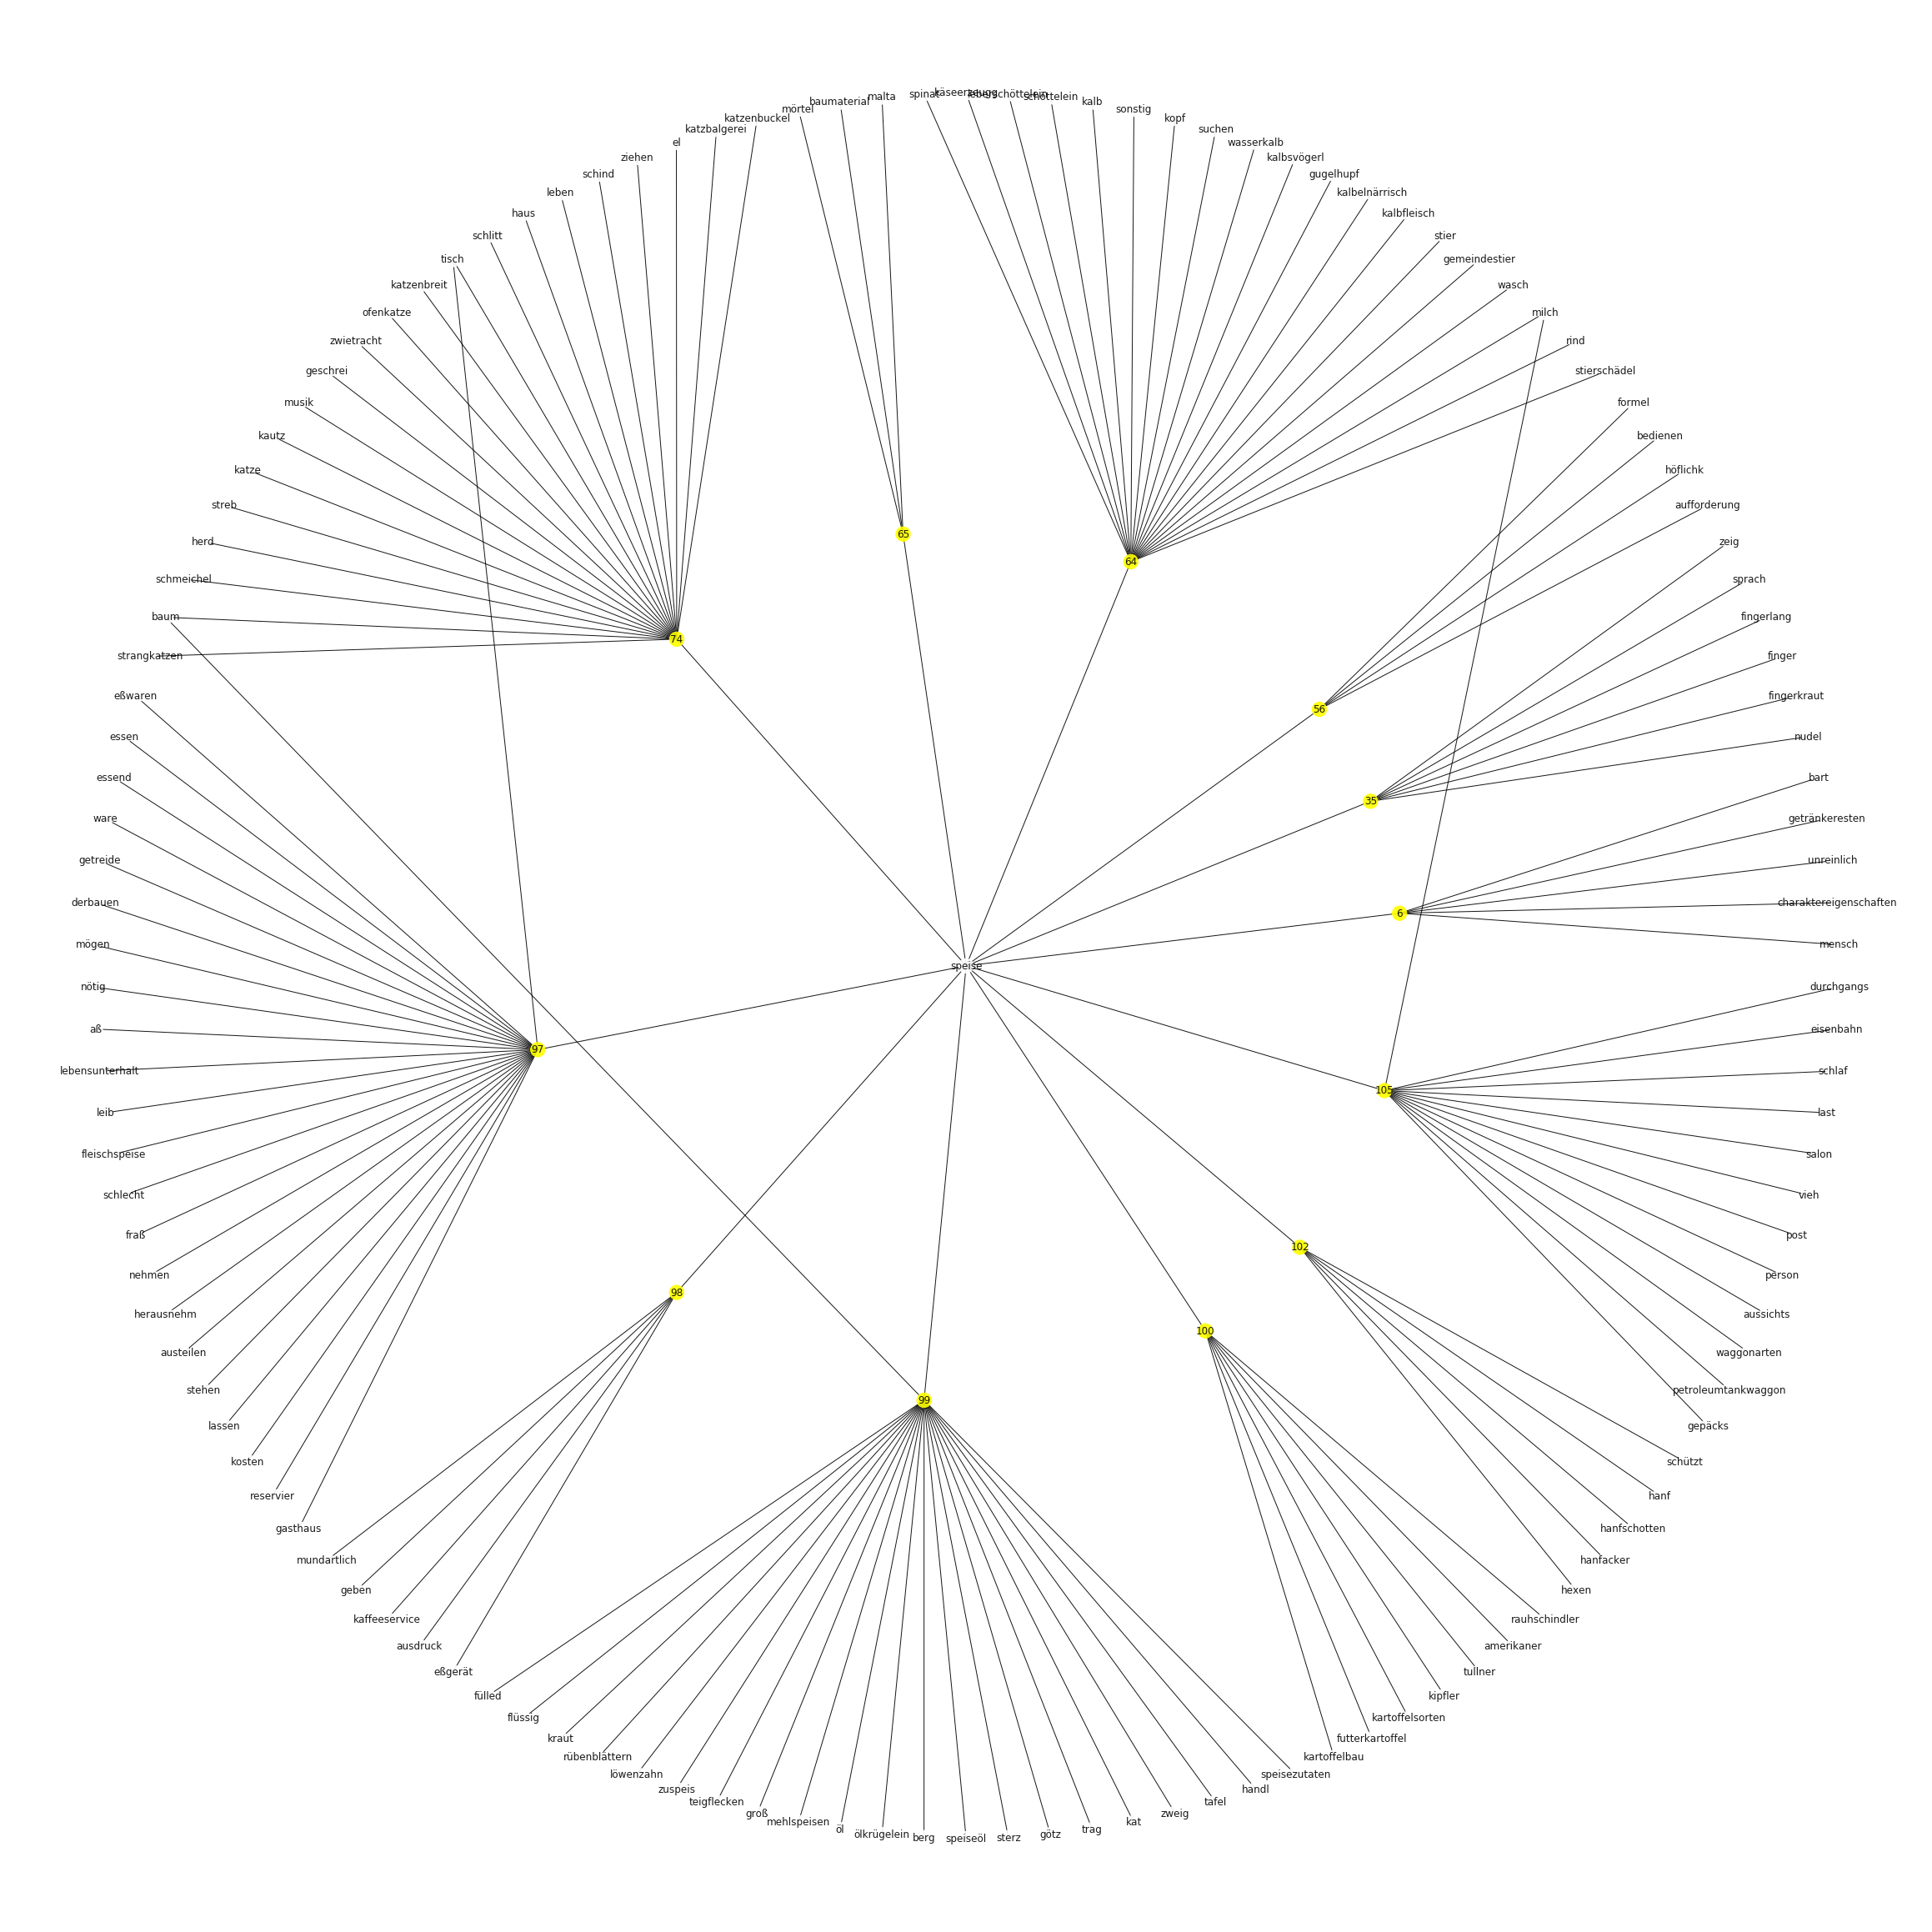 malta
spinat
schöttelein
kalb
sonstig
kopf
suchen
wasserkalb
kalbsvögerl
gugelhupf
kalbelnärrisch
kalbfleisch
stier
gemeindestier
wasch
milch
rind
stierschädel
formel
bedienen
höflichk
aufforderung
zeig
sprach
fingerlang
finger
fingerkraut
nudel
bart
getränkeresten
unreinlich
charaktereigenschaften
mensch
durchgangs
eisenbahn
schlaf
last
salon
vieh
post
person
aussichts
waggonarten
petroleumtankwaggon
gepäcks
schützt
hanf
hanfschotten
hanfacker
hexen
rauhschindler
amerikaner
tullner
kipfler
kartoffelsorten
futterkartoffel
kartoffelbau
speisezutaten
handl
tafel
zweig
kat
trag
götz
sterz
speiseöl
berg
ölkrügelein
öl
mehlspeisen
groß
teigflecken
zuspeis
löwenzahn
rübenblättern
kraut
flüssig
fülled
eßgerät
ausdruck
kaffeeservice
geben
mundartlich
gasthaus
reservier
kosten
lassen
stehen
austeilen
herausnehm
nehmen
fraß
schlecht
fleischspeise
leib
lebensunterhalt
aß
nötig
mögen
derbauen
getreide
ware
essend
essen
eßwaren
strangkatzen
baum
schmeichel
herd
streb
katze
kautz
musik
geschrei
zwietracht
ofenkatze
katzenbreit
tisch
schlitt
haus
leben
schind
ziehen
el
katzbalgerei
katzenbuckel
mörtel
baumaterial
65
64
74
56
35
6
speise
97
105
102
98
100
99